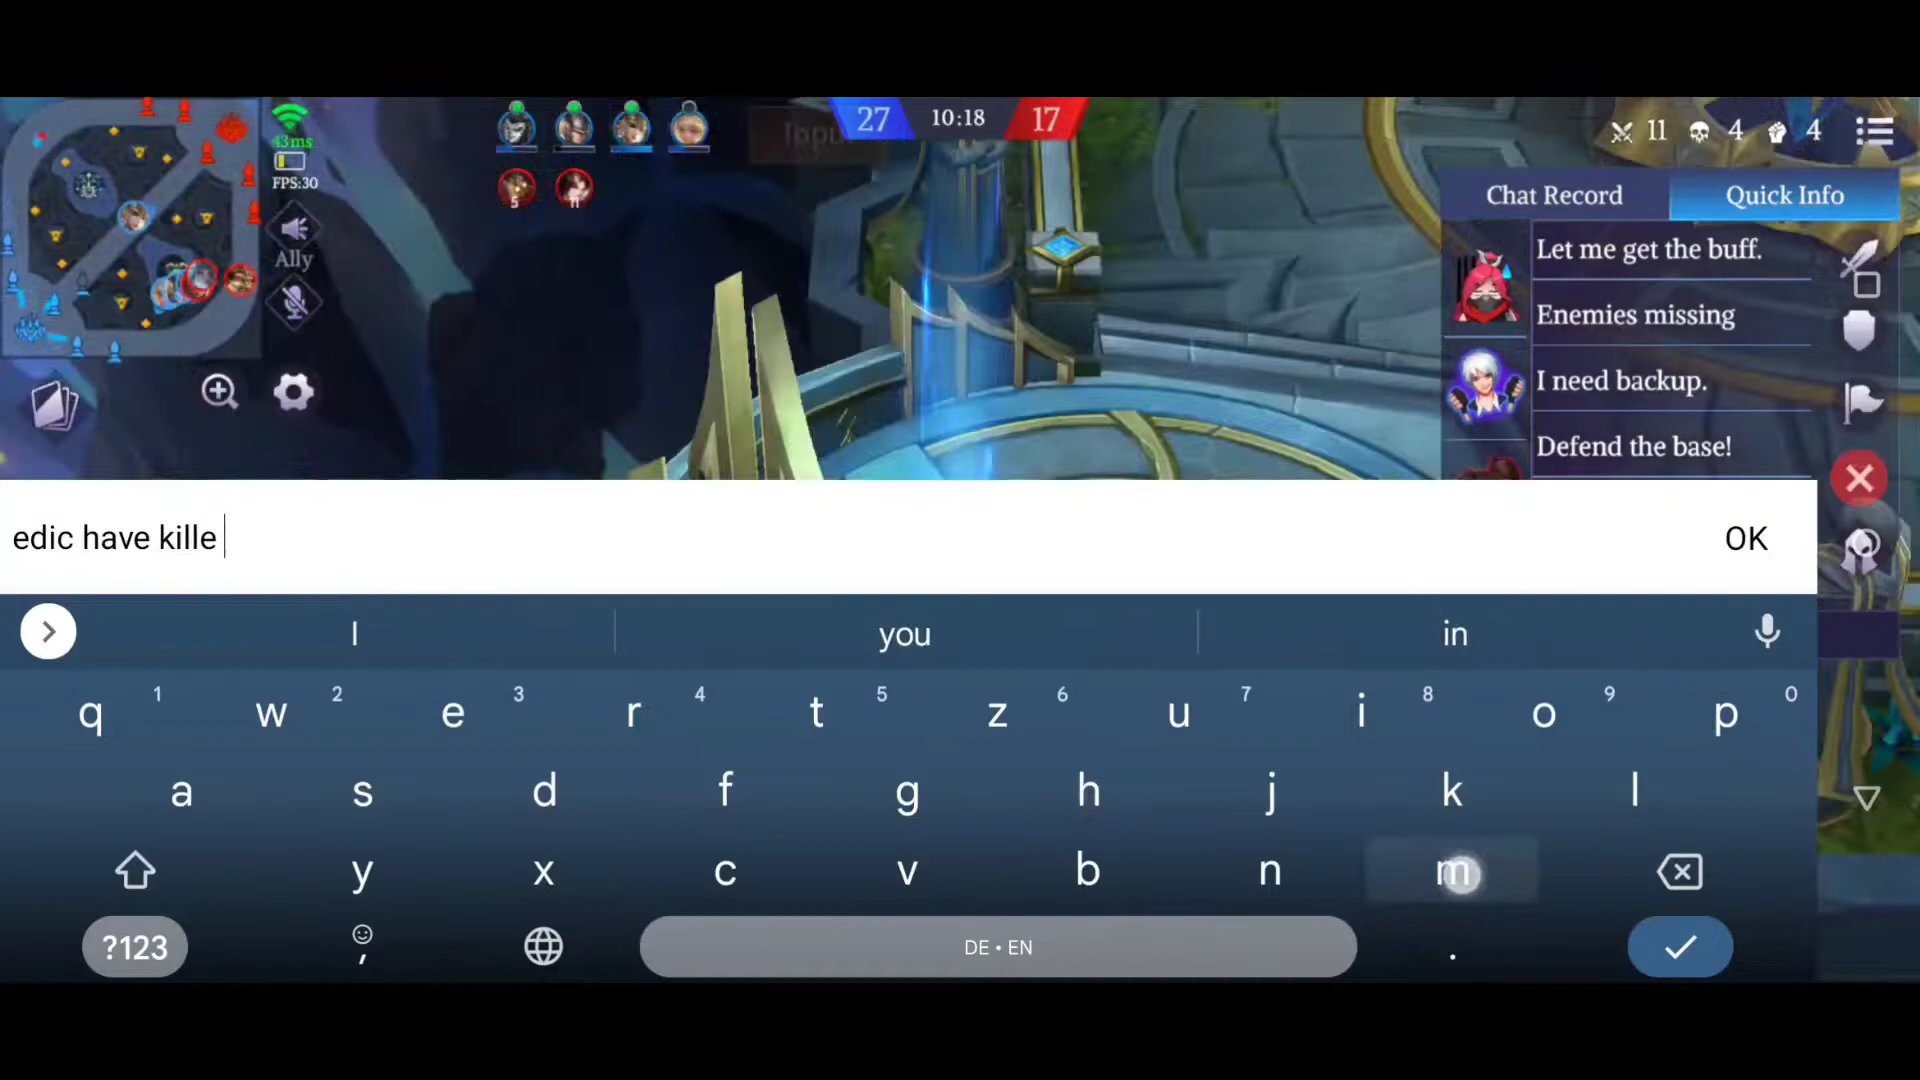 27 10:18 17
11 4 4
43ms
FPS:30
Ally
5 11
Chat Record Quick Info
Let me get the buff.
Enemies missing
I need backup.
Defend the base!
edic have kille
OK
I you in
1 2 3 4 5 6 7 8 9 0
q w e r t z u i o p
a s d f g h j k l
y x c v b n m
?123 , DE • EN .